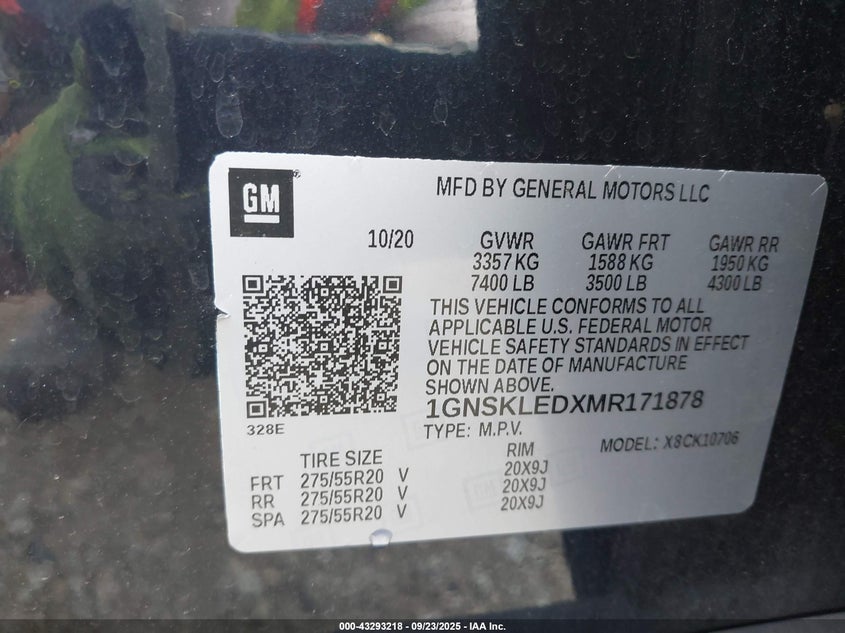 GM
MFD BY GENERAL MOTORS LLC
10/20 GVWR GAWR FRT GAWR RR
3357 KG 1588 KG 1950 KG
7400 LB 3500 LB 4300 LB
THIS VEHICLE CONFORMS TO ALL
APPLICABLE U.S. FEDERAL MOTOR
VEHICLE SAFETY STANDARDS IN EFFECT
ON THE DATE OF MANUFACTURE
SHOWN ABOVE.
1GNSKLEDXMR171878
328E
TYPE: M.P.V. MODEL: X8CK10706
TIRE SIZE RIM
FRT 275/55R20 V 20X9J
RR 275/55R20 V 20X9J
SPA 275/55R20 V 20X9J
GM
000-43293218 - 09/23/2025 - IAA Inc.